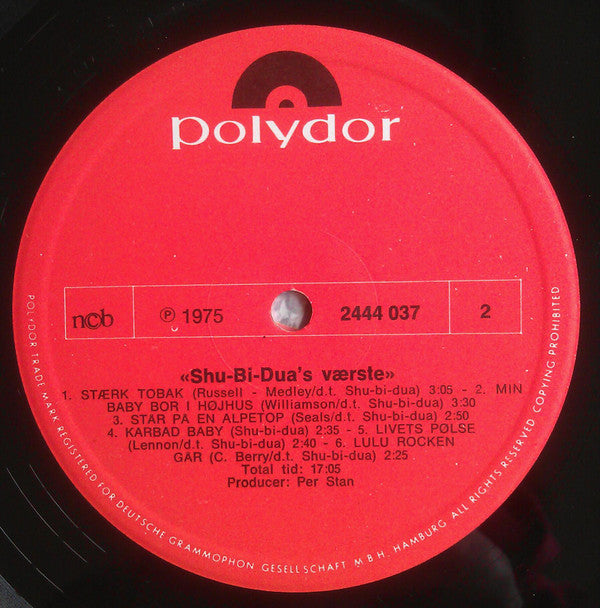 polydor
ncb
℗ 1975
2444 037
2
«Shu-Bi-Dua's værste»
1. STÆRK TOBAK (Russell - Medley/d.t. Shu-bi-dua) 3:05 - 2. MIN
BABY BOR I HØJHUS (Williamson/d.t. Shu-bi-dua) 3:30
3. STAR PA EN ALPETOP (Seals/d.t. Shu-bi-dua) 2:50
4. KARBAD BABY (Shu-bi-dua) 2:35 - 5. LIVETS PØLSE
(Lennon/d.t. Shu-bi-dua) 2:40 - 6. LULU ROCKEN
GAR (C. Berry/d.t. Shu-bi-dua) 2:25
Total tid: 17:05
Producer: Per Stan
POLYDOR TRADE MARK REGISTERED FOR DEUTSCHE GRAMMOPHON GESELLSCHAFT M B H, HAMBURG ALL RIGHTS RESERVED COPYING PROHIBITED